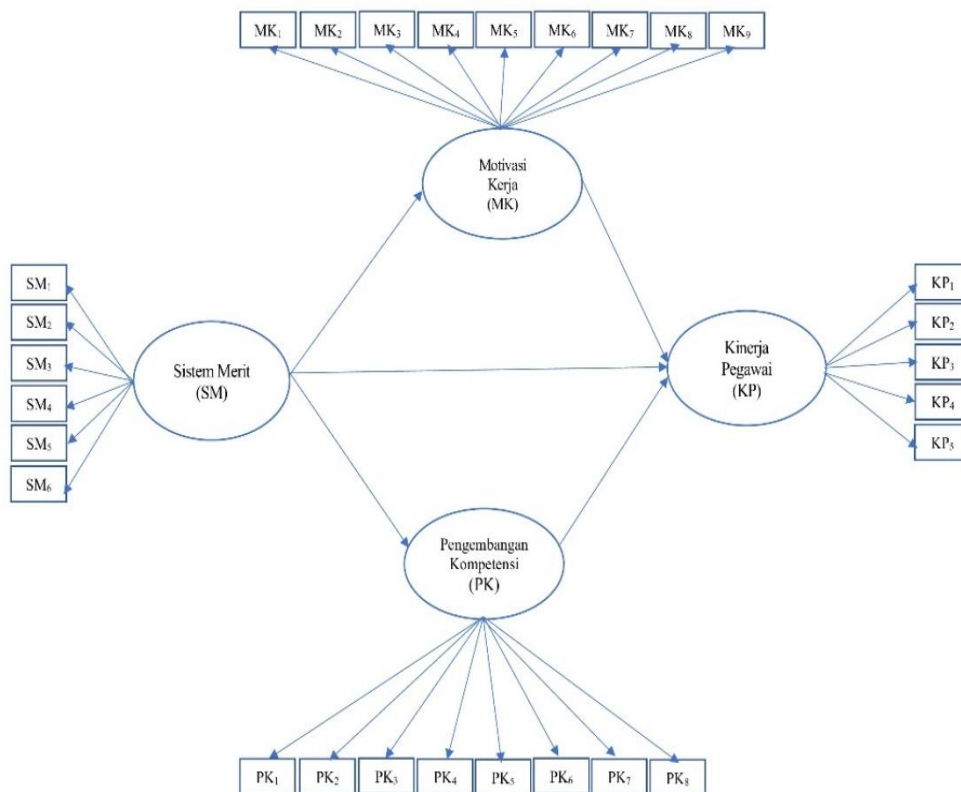 MK₁ MK₂ MK₃ MK₄ MK₅ MK₆ MK₇ MK₈ MK₉
Motivasi
Kerja
(MK)
SM₁
SM₂
SM₃
SM₄
SM₅
SM₆
Sistem Merit
(SM)
Kinerja
Pegawai
(KP)
KP₁
KP₂
KP₃
KP₄
KP₅
Pengembangan
Kompetensi
(PK)
PK₁ PK₂ PK₃ PK₄ PK₅ PK₆ PK₇ PK₈